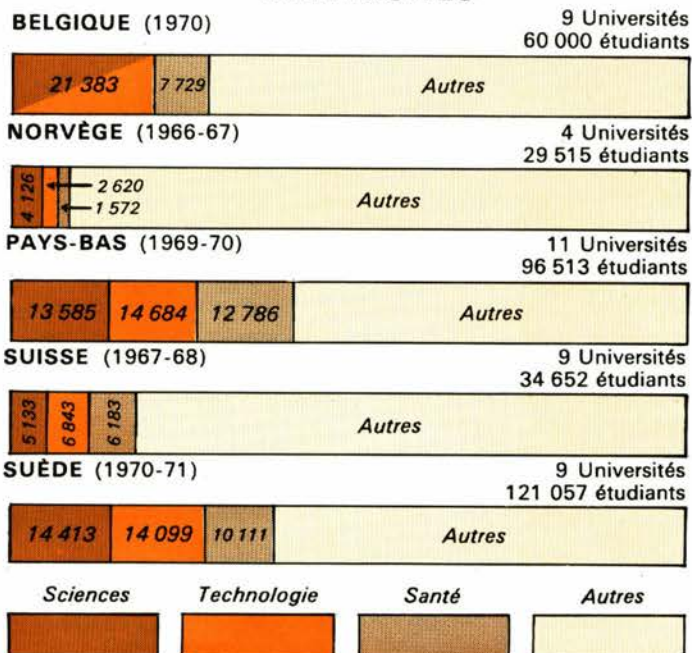 BELGIQUE (1970) 9 Universités
60 000 étudiants
21 383 7 729 Autres
NORVÈGE (1966-67) 4 Universités
29 515 étudiants
4 126 2 620 Autres
1 572
PAYS-BAS (1969-70) 11 Universités
96 513 étudiants
13 585 14 684 12 786 Autres
SUISSE (1967-68) 9 Universités
34 652 étudiants
5 133 6 843 6 183 Autres
SUÈDE (1970-71) 9 Universités
121 057 étudiants
14 413 14 099 10 111 Autres
Sciences Technologie Santé Autres